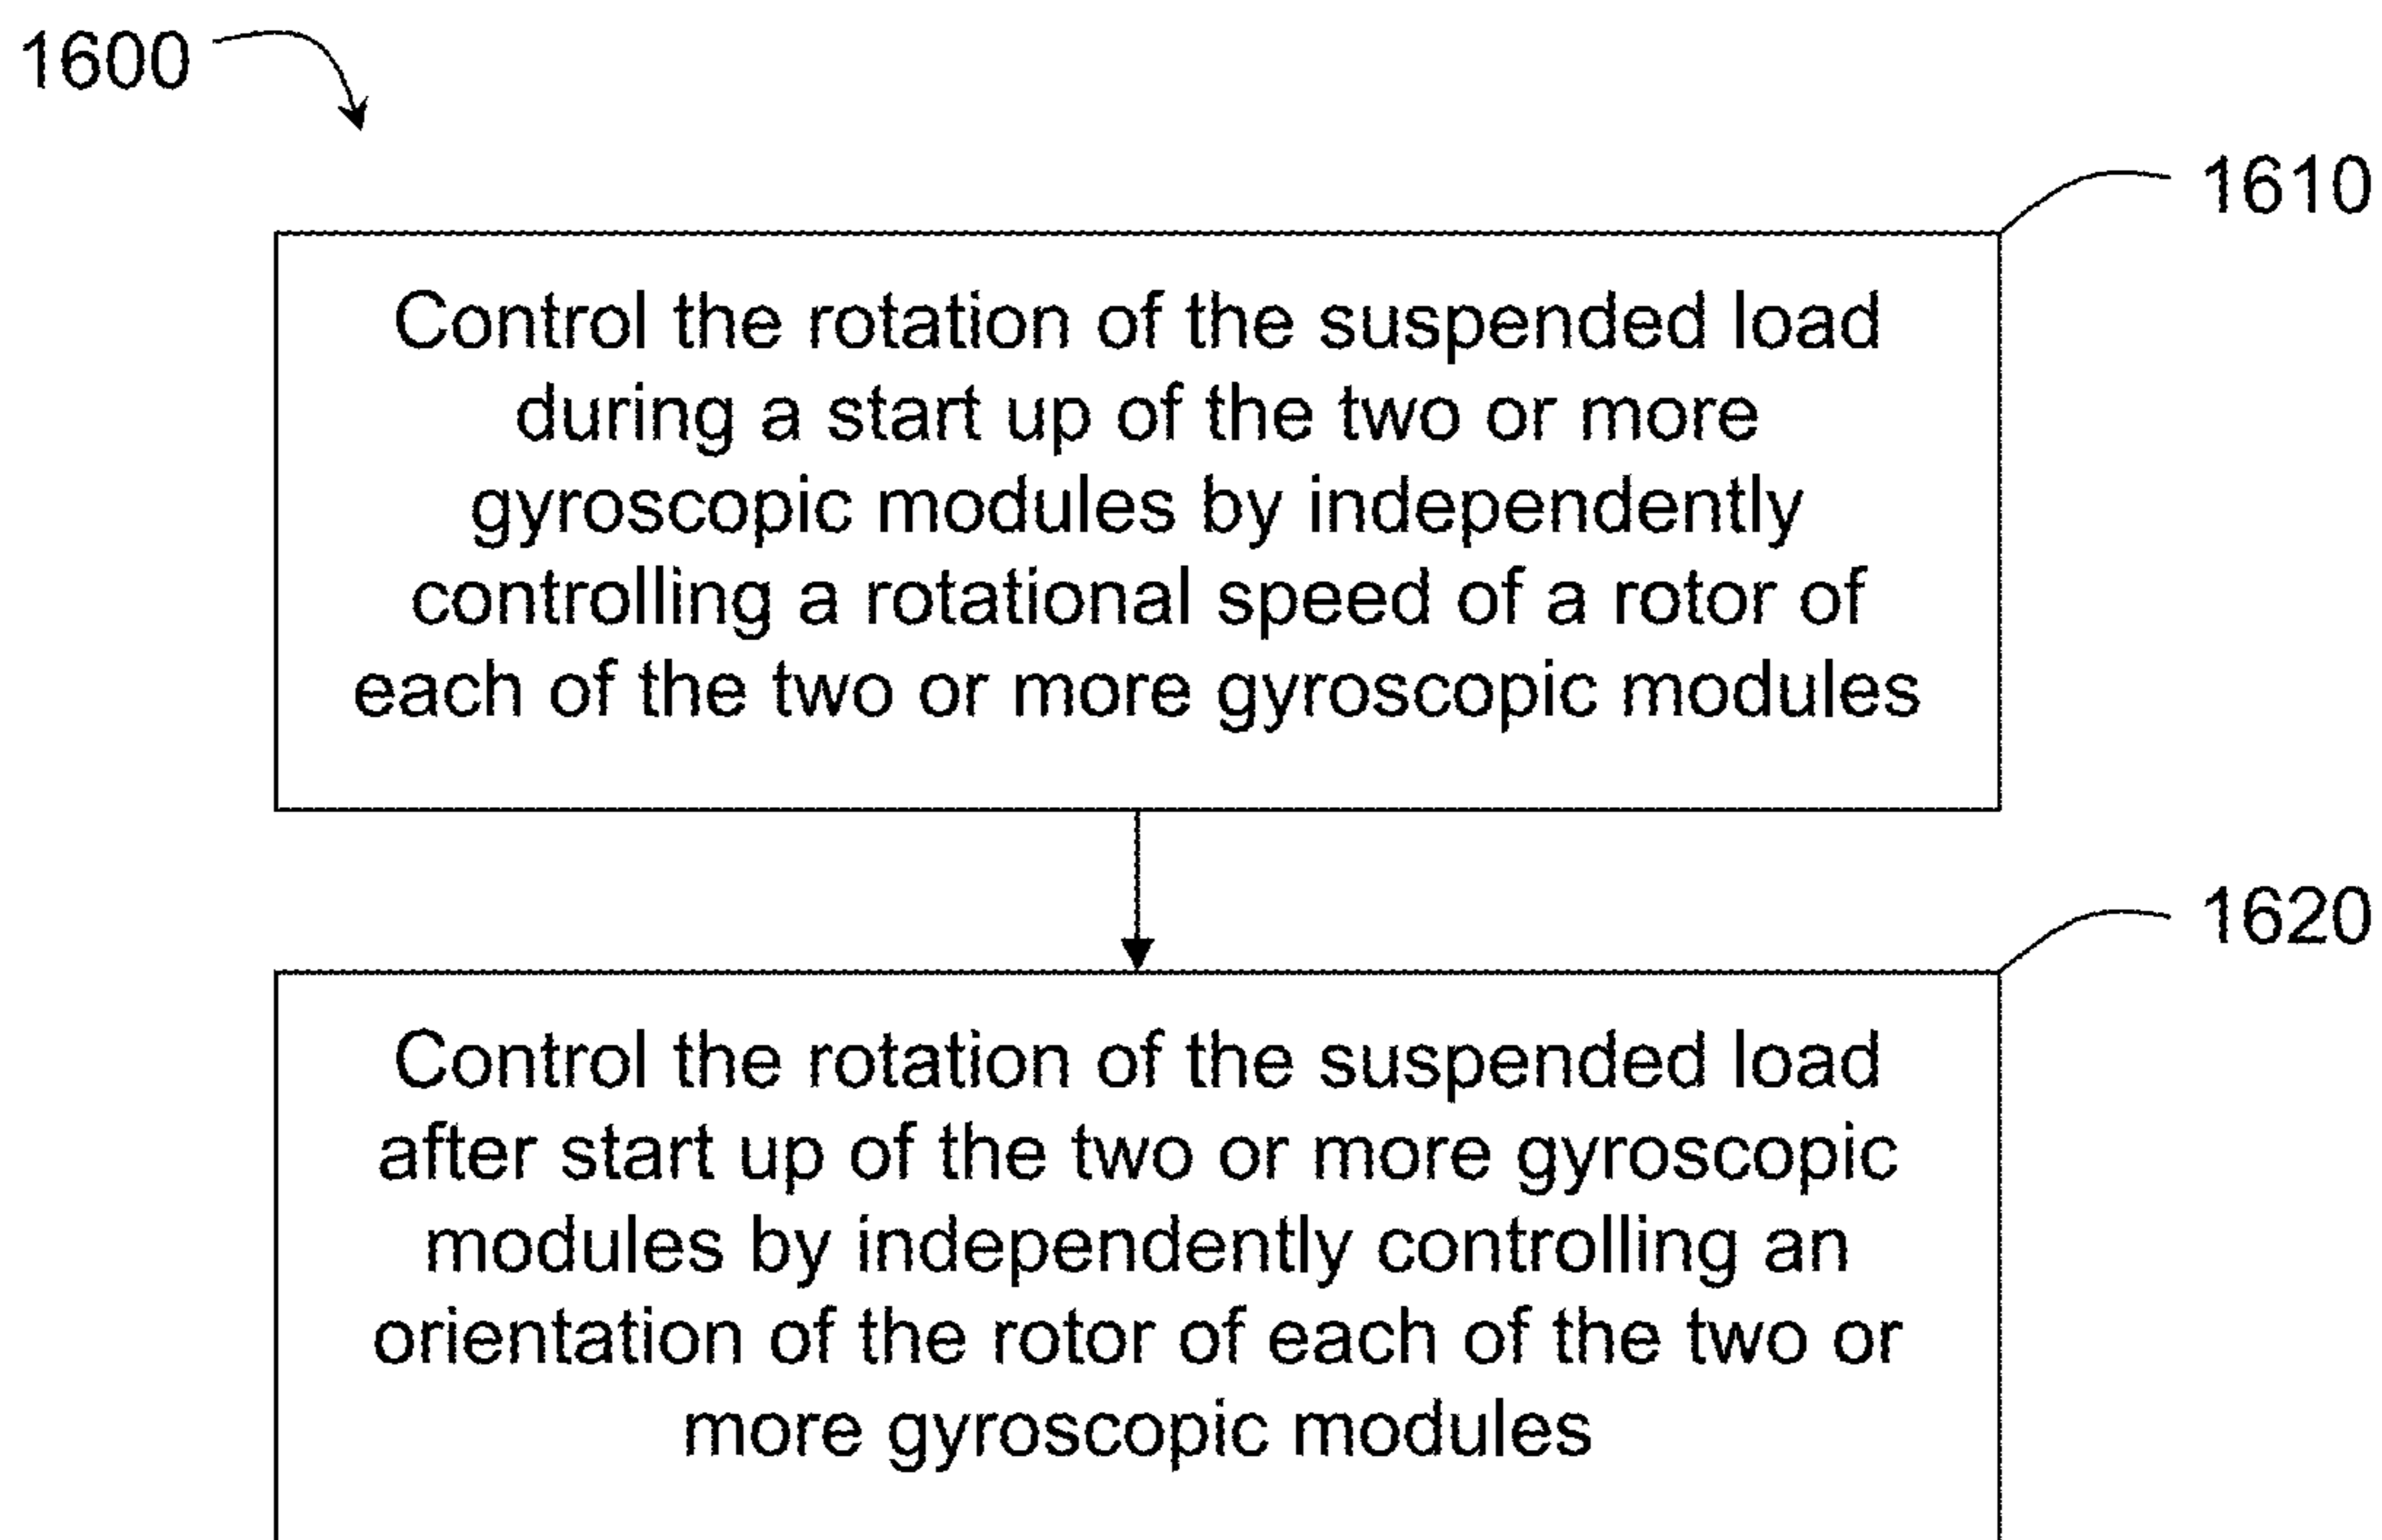 1600
1610
Control the rotation of the suspended load
during a start up of the two or more
gyroscopic modules by independently
controlling a rotational speed of a rotor of
each of the two or more gyroscopic modules
1620
Control the rotation of the suspended load
after start up of the two or more gyroscopic
modules by independently controlling an
orientation of the rotor of each of the two or
more gyroscopic modules